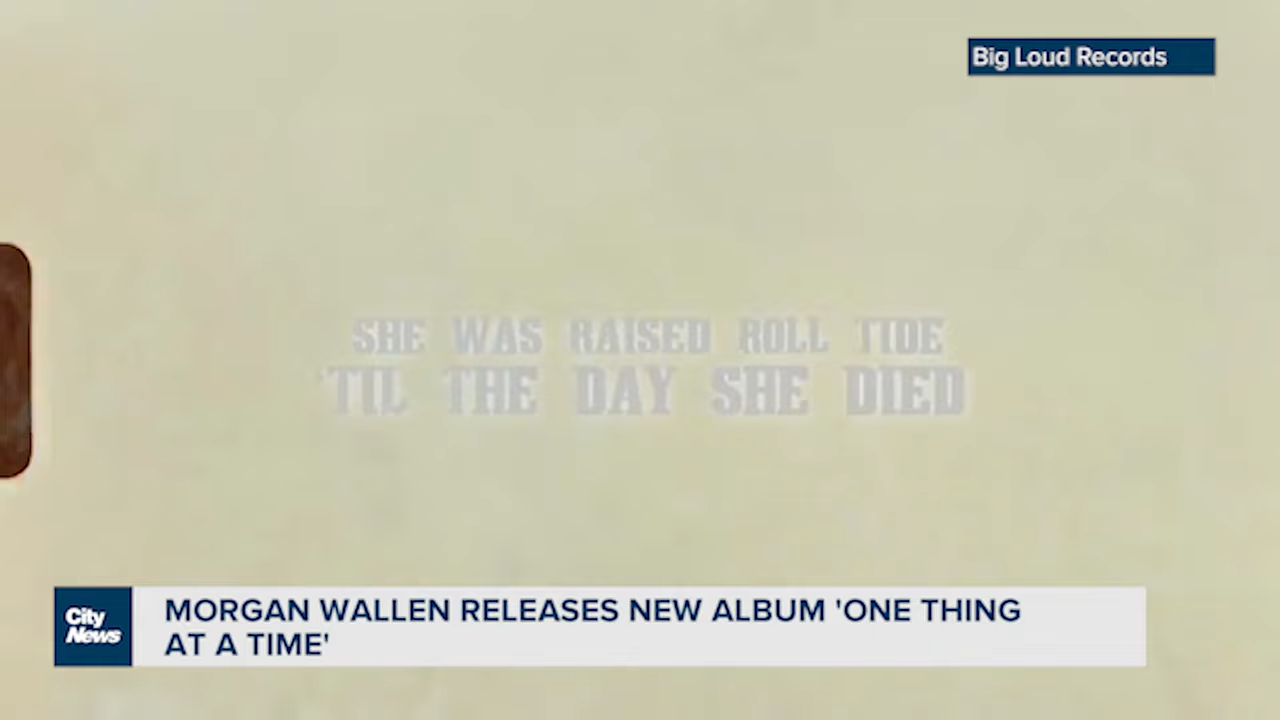 Big Loud Records
SHE WAS RAISED ROLL TIDE
'TIL THE DAY SHE DIED
City
News
MORGAN WALLEN RELEASES NEW ALBUM 'ONE THING
AT A TIME'